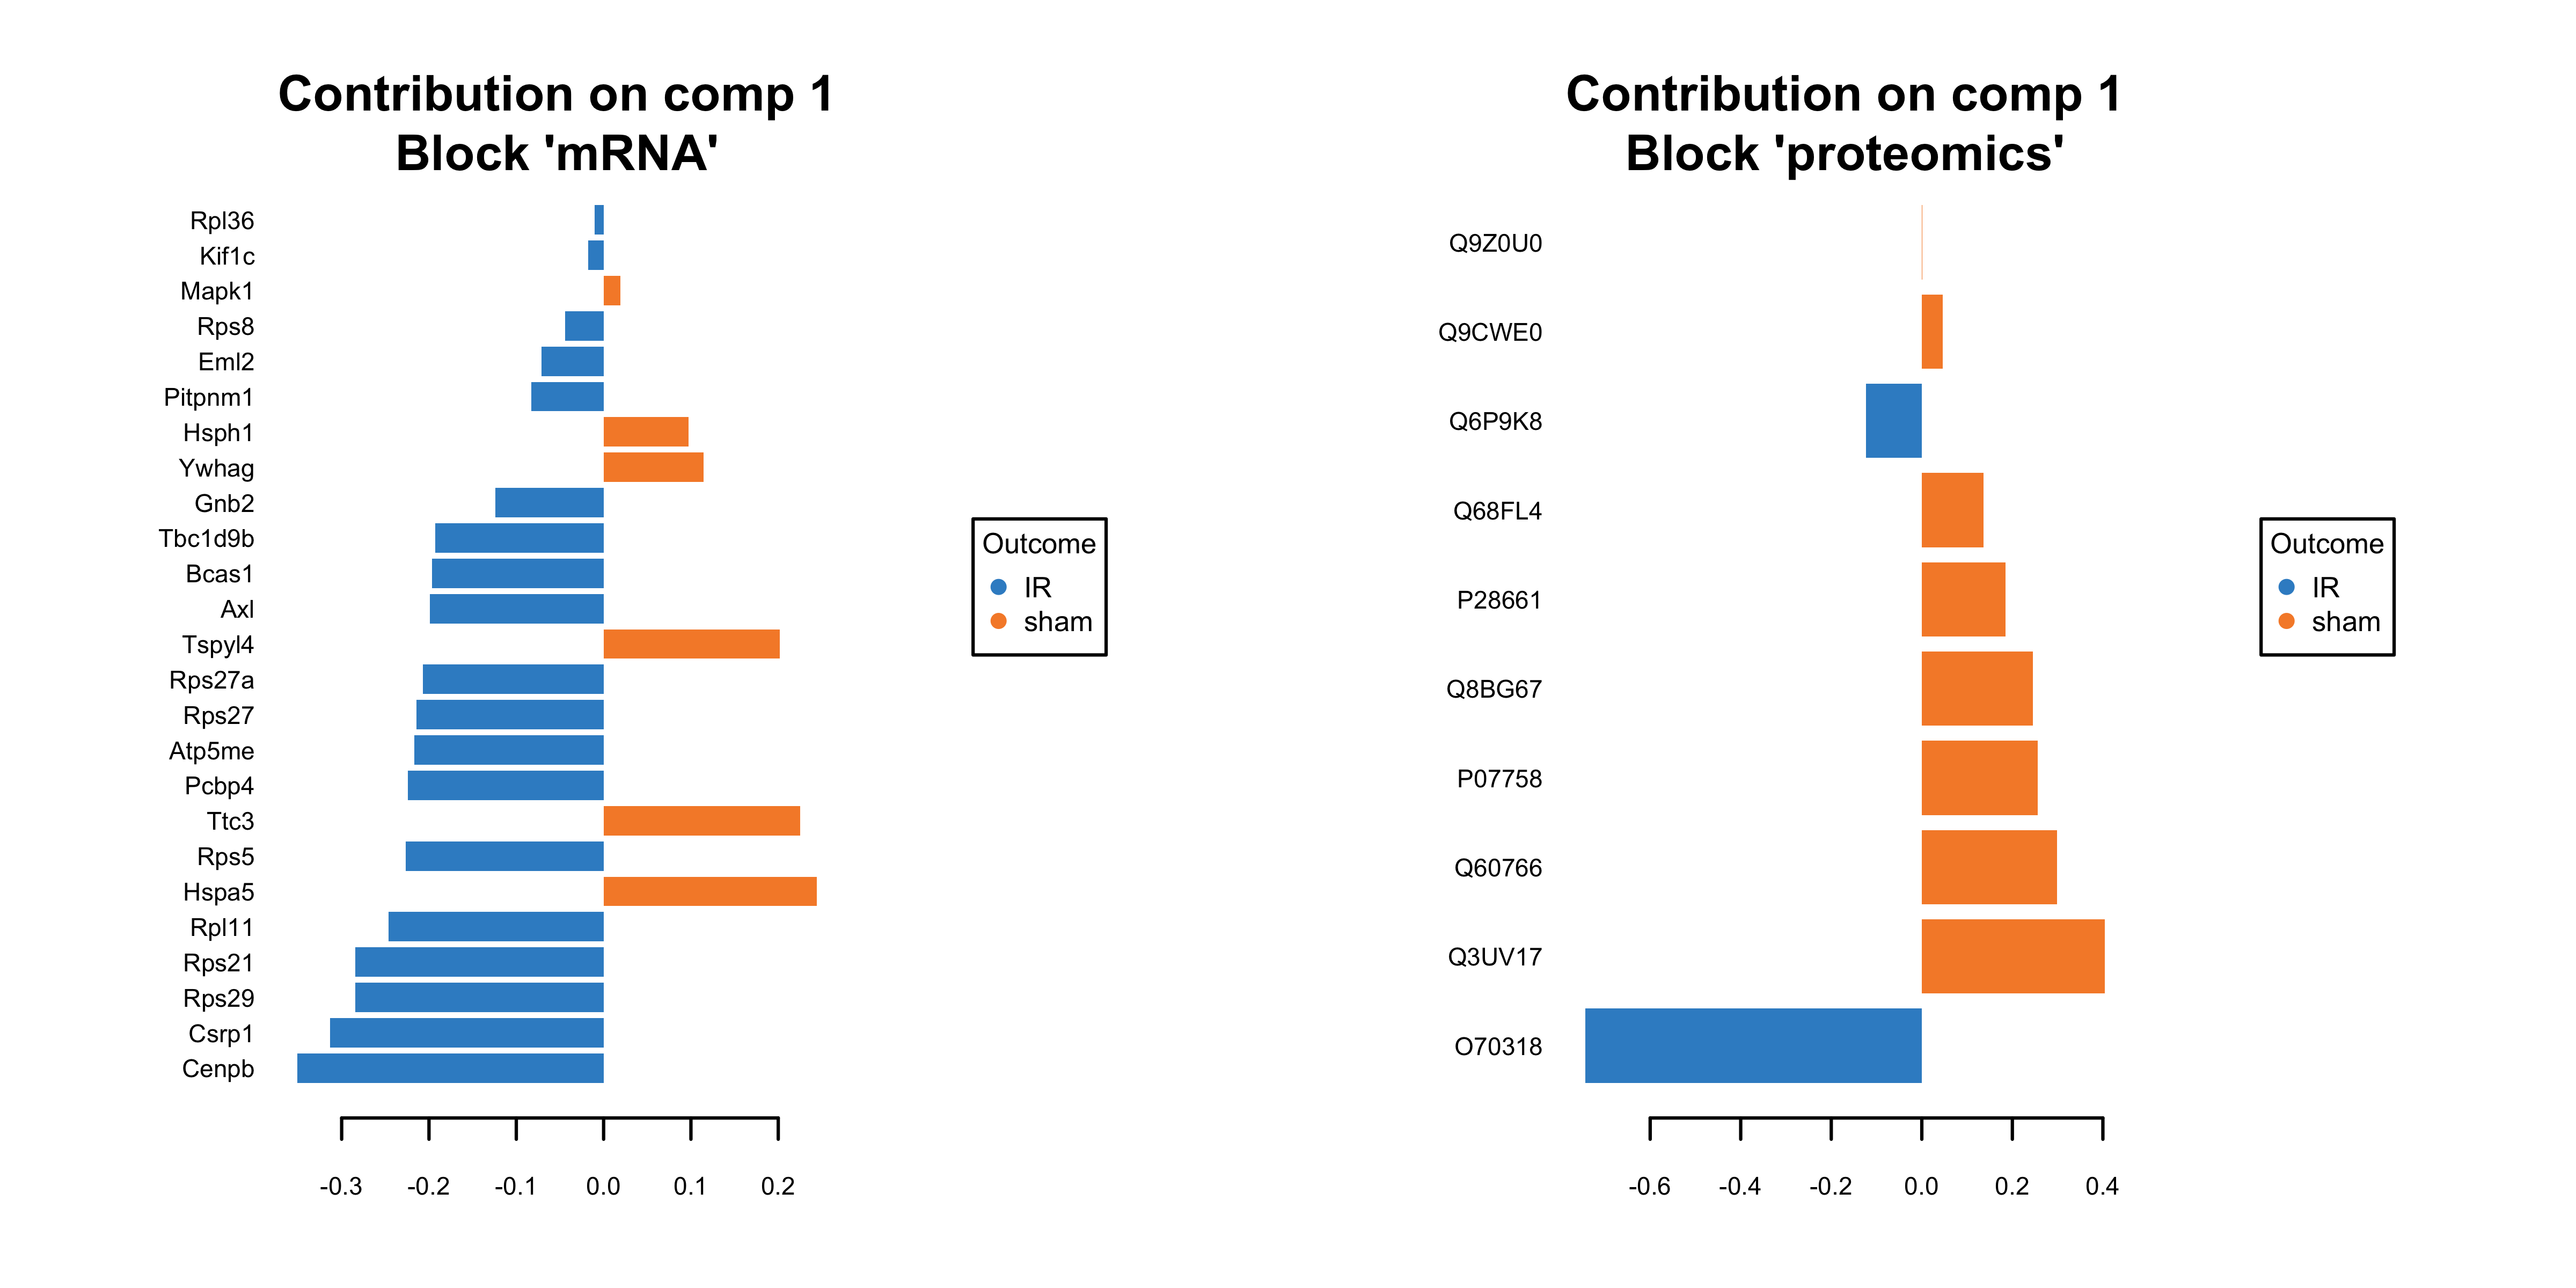 Contribution on comp 1
Block 'mRNA'
Rpl36
Kif1c
Mapk1
Rps8
Eml2
Pitpnm1
Hsph1
Ywhag
Gnb2
Tbc1d9b
Bcas1
Axl
Tspyl4
Rps27a
Rps27
Atp5me
Pcbp4
Ttc3
Rps5
Hspa5
Rpl11
Rps21
Rps29
Csrp1
Cenpb
-0.3 -0.2 -0.1 0.0 0.1 0.2
Outcome
IR
sham
Contribution on comp 1
Block 'proteomics'
Q9Z0U0
Q9CWE0
Q6P9K8
Q68FL4
P28661
Q8BG67
P07758
Q60766
Q3UV17
O70318
-0.6 -0.4 -0.2 0.0 0.2 0.4
Outcome
IR
sham